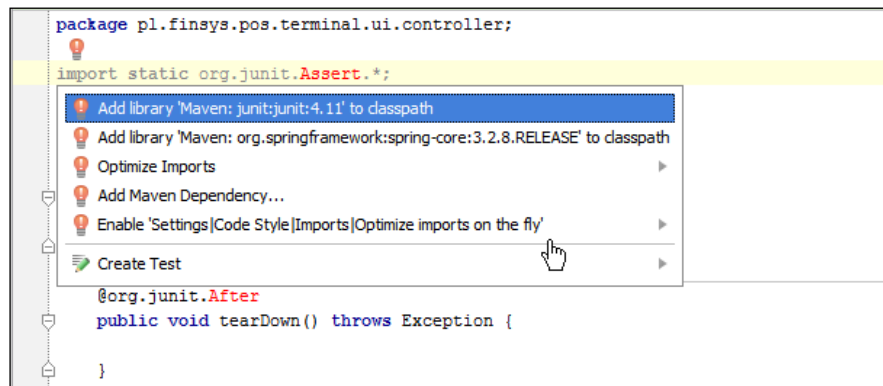 package pl.finsys.pos.terminal.ui.controller;
import static org.junit.Assert.*;
Add library 'Maven: junit:junit:4.11' to classpath
Add library 'Maven: org.springframework:spring-core:3.2.8.RELEASE' to classpath
Optimize Imports
Add Maven Dependency...
Enable 'Settings|Code Style|Imports|Optimize imports on the fly'
Create Test
@org.junit.After
public void tearDown() throws Exception {
}